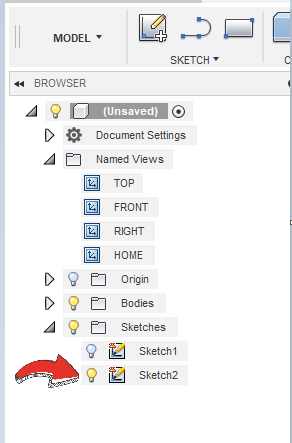 MODEL
SKETCH
BROWSER
(Unsaved)
Document Settings
Named Views
TOP
FRONT
RIGHT
HOME
Origin
Bodies
Sketches
Sketch1
Sketch2